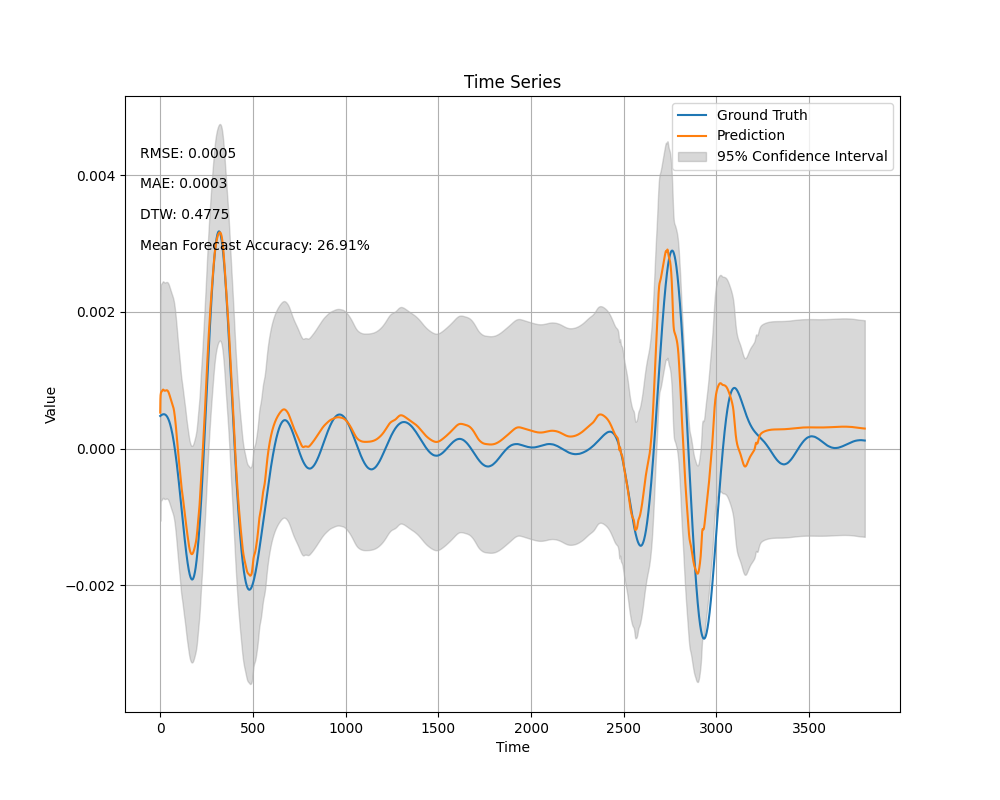 Time Series
Ground Truth
Prediction
95% Confidence Interval
RMSE: 0.0005
MAE: 0.0003
DTW: 0.4775
Mean Forecast Accuracy: 26.91%
0.004
0.002
0.000
−0.002
Value
0 500 1000 1500 2000 2500 3000 3500
Time